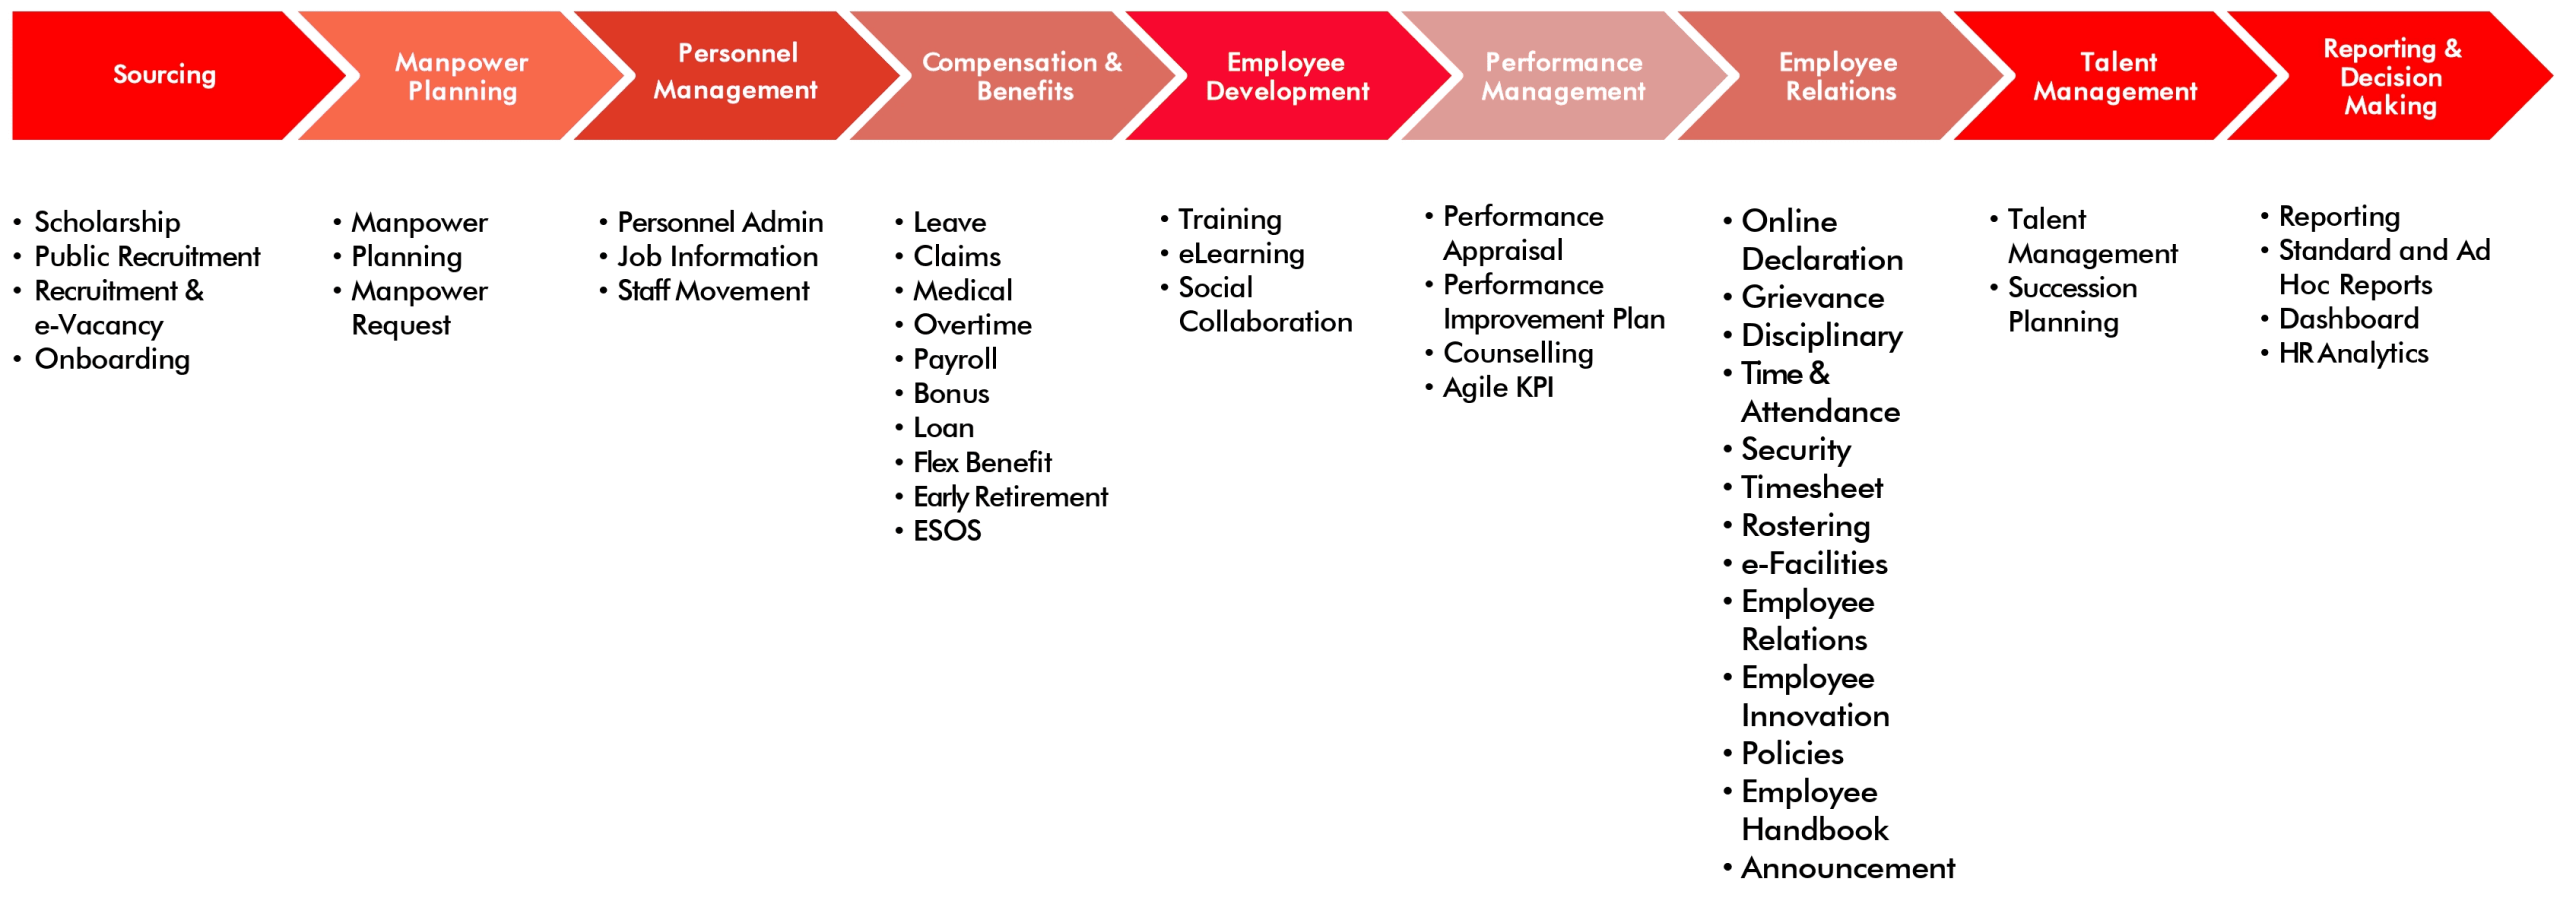 Sourcing
Manpower
Planning
Personnel
Management
Compensation &
Benefits
Employee
Development
Performance
Management
Employee
Relations
Talent
Management
Reporting &
Decision
Making
• Scholarship
• Public Recruitment
• Recruitment &
e-Vacancy
• Onboarding
• Manpower
• Planning
• Manpower
Request
• Personnel Admin
• Job Information
• Staff Movement
• Leave
• Claims
• Medical
• Overtime
• Payroll
• Bonus
• Loan
• Flex Benefit
• Early Retirement
• ESOS
• Training
• eLearning
• Social
Collaboration
• Performance
Appraisal
• Performance
Improvement Plan
• Counselling
• Agile KPI
• Online
Declaration
• Grievance
• Disciplinary
• Time &
Attendance
• Security
• Timesheet
• Rostering
• e-Facilities
• Employee
Relations
• Employee
Innovation
• Policies
• Employee
Handbook
• Announcement
• Talent
Management
• Succession
Planning
• Reporting
• Standard and Ad
Hoc Reports
• Dashboard
• HR Analytics